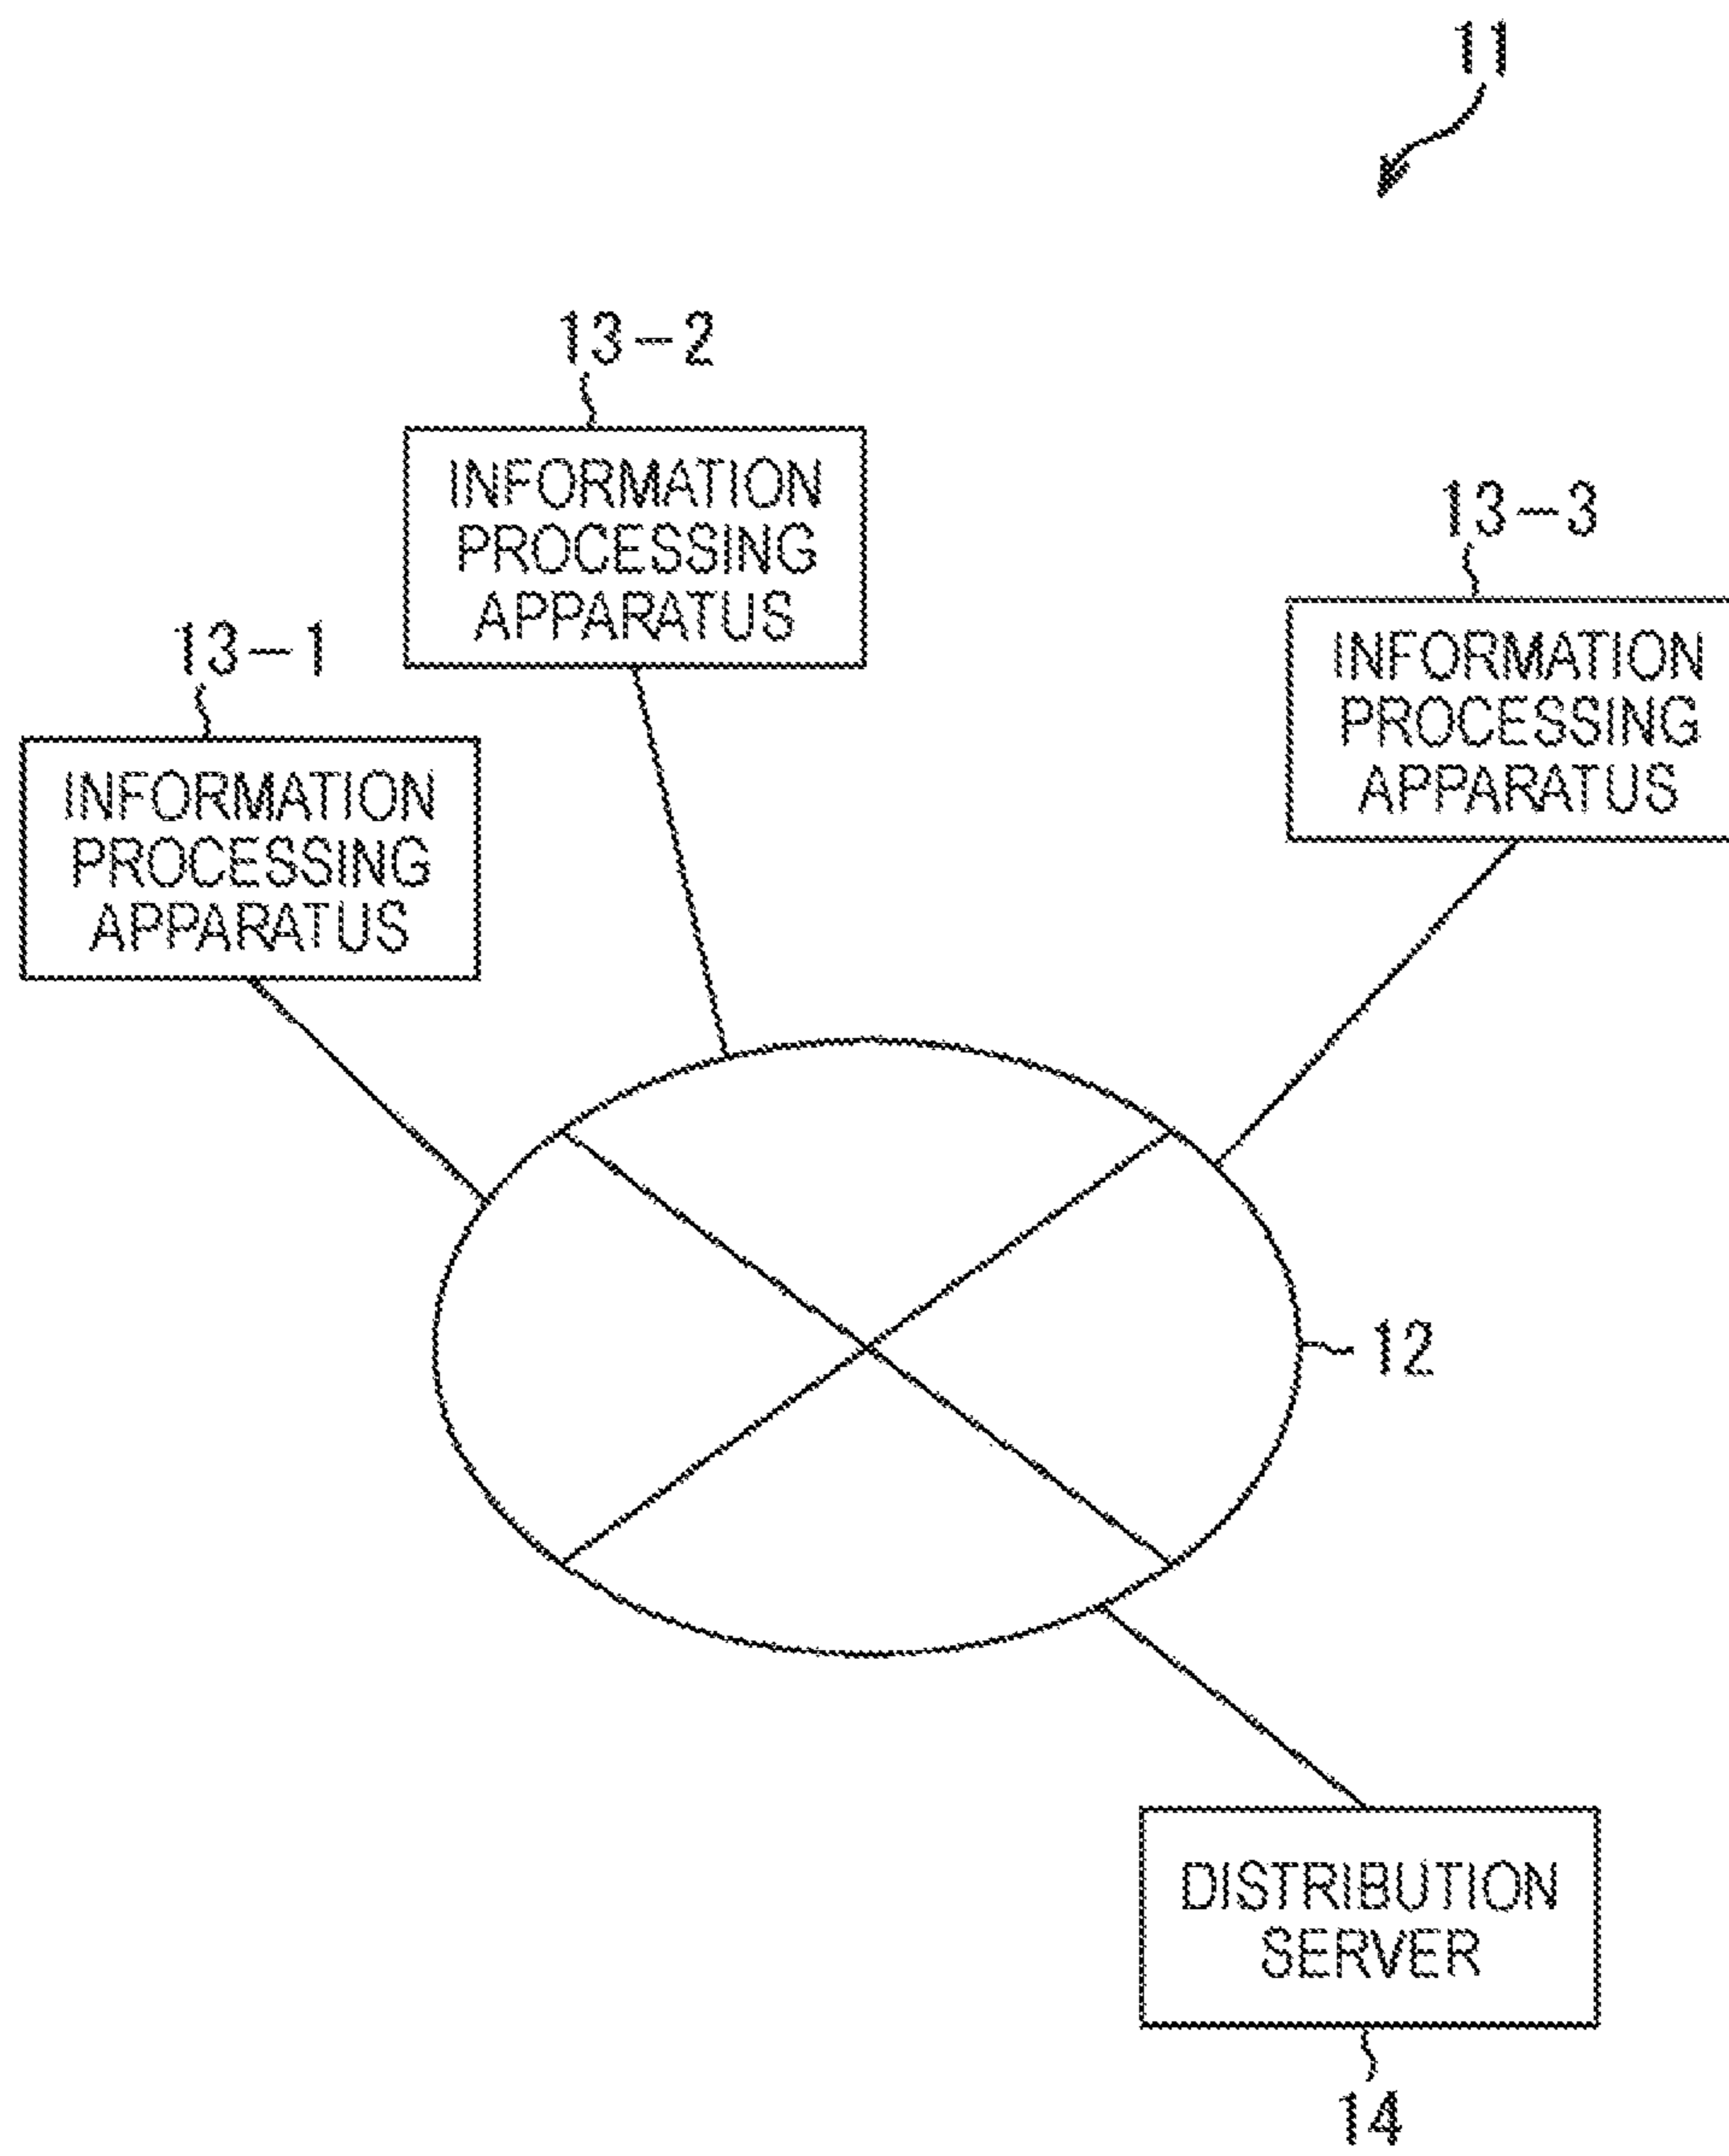 11
13-2
INFORMATION
PROCESSING
APPARATUS
13-3
INFORMATION
PROCESSING
APPARATUS
13-1
INFORMATION
PROCESSING
APPARATUS
12
DISTRIBUTION
SERVER
14